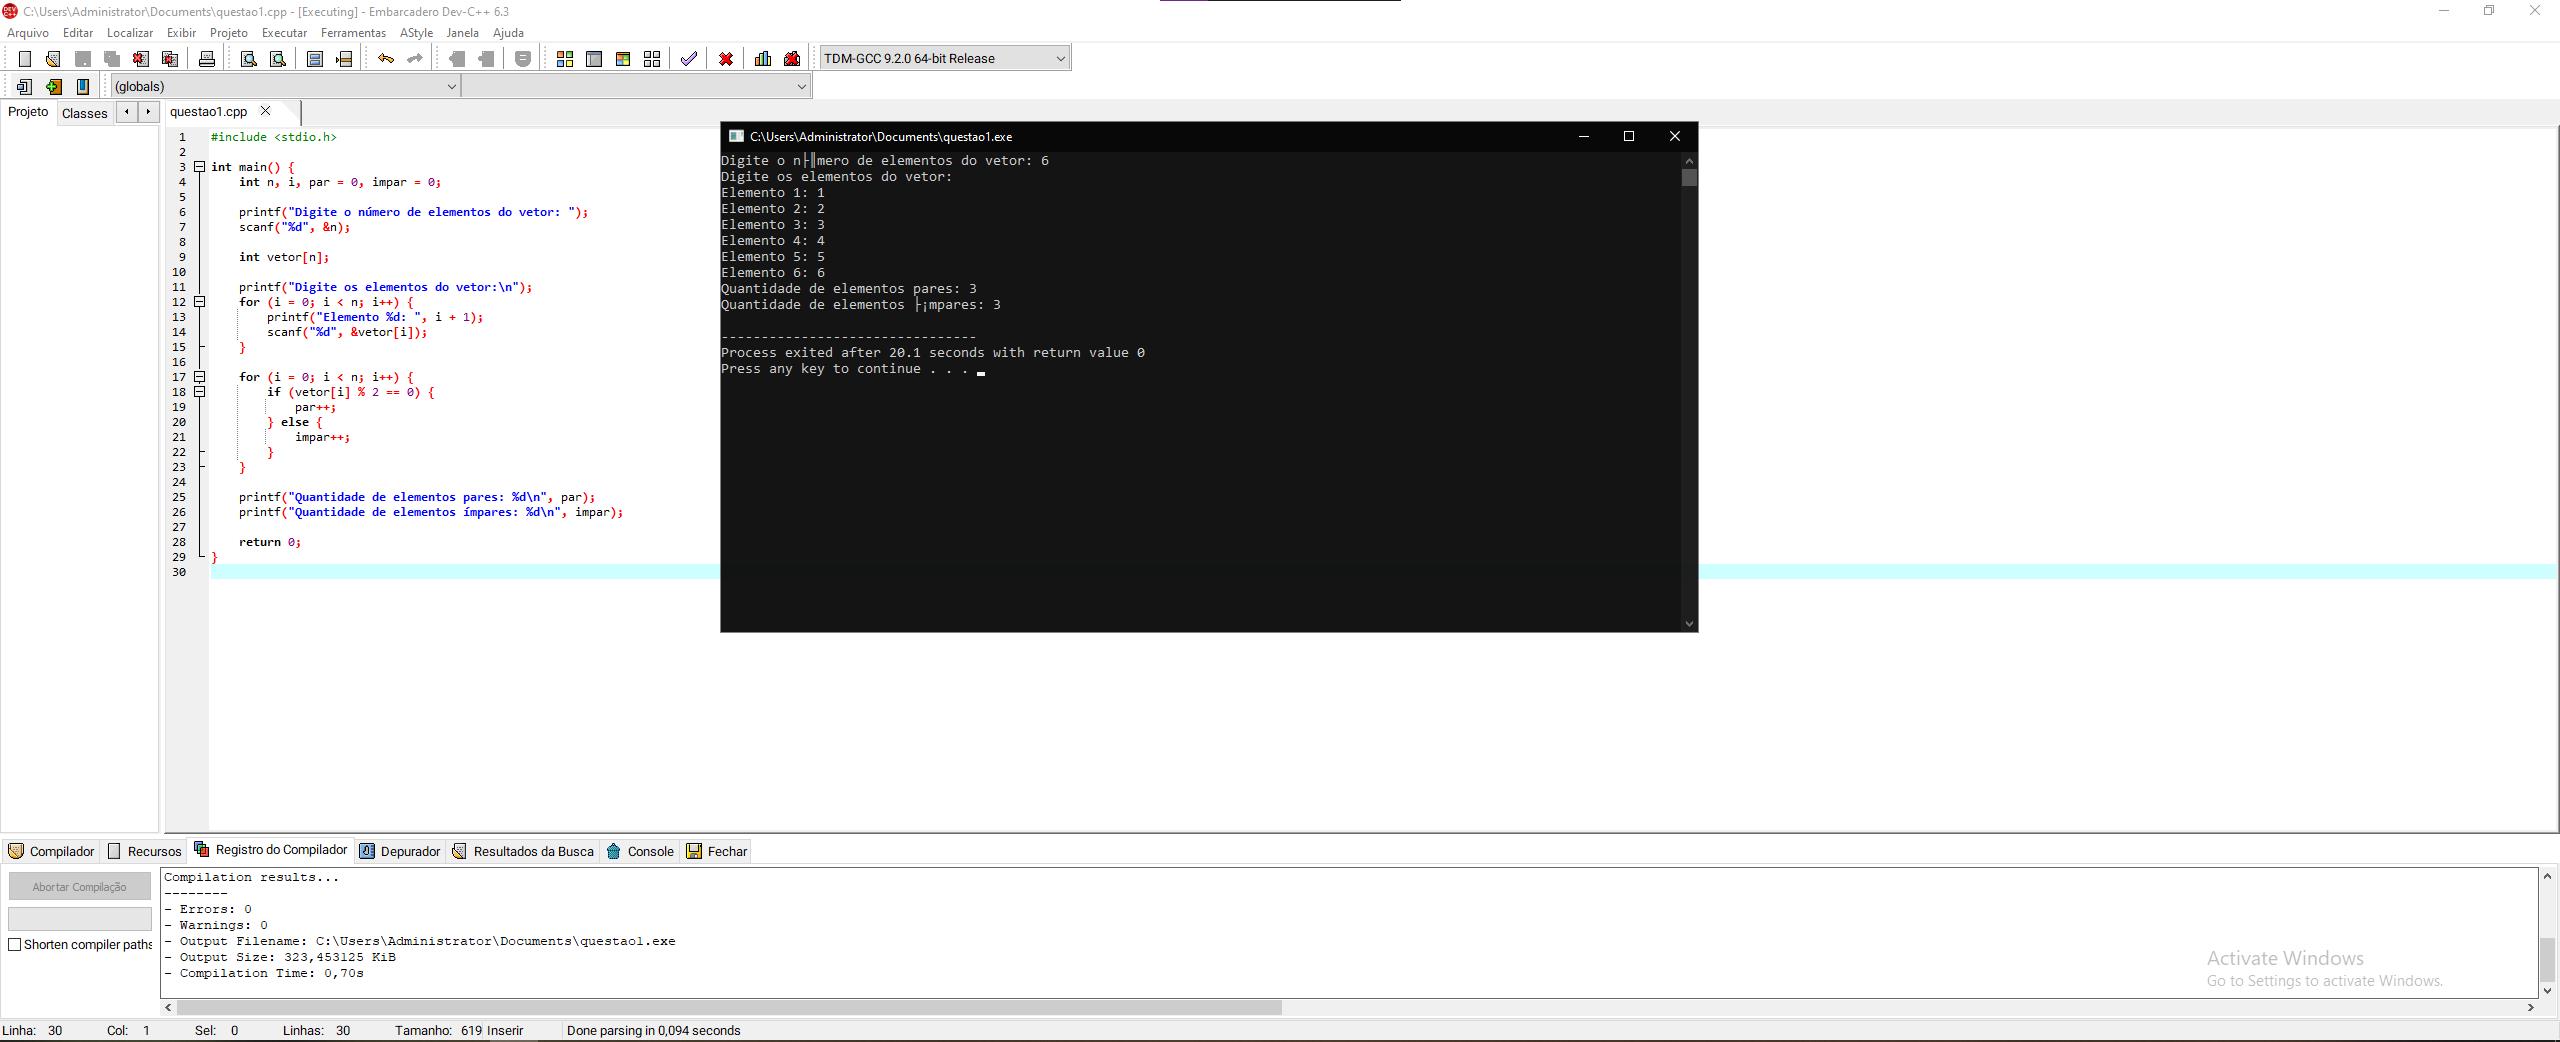 C:\Users\Administrator\Documents\questao1.cpp - [Executing] - Embarcadero Dev-C++ 6.3
Arquivo Editar Localizar Exibir Projeto Executar Ferramentas AStyle Janela Ajuda
TDM-GCC 9.2.0 64-bit Release
(globals)
Projeto Classes questao1.cpp
1 #include <stdio.h>
2
3 int main() {
4 int n, i, par = 0, impar = 0;
5
6 printf("Digite o número de elementos do vetor: ");
7 scanf("%d", &n);
8
9 int vetor[n];
10
11 printf("Digite os elementos do vetor:\n");
12 for (i = 0; i < n; i++) {
13 printf("Elemento %d: ", i + 1);
14 scanf("%d", &vetor[i]);
15 }
16
17 for (i = 0; i < n; i++) {
18 if (vetor[i] % 2 == 0) {
19 par++;
20 } else {
21 impar++;
22 }
23 }
24
25 printf("Quantidade de elementos pares: %d\n", par);
26 printf("Quantidade de elementos ímpares: %d\n", impar);
27
28 return 0;
29 }
30
C:\Users\Administrator\Documents\questao1.exe
Digite o n├║mero de elementos do vetor: 6
Digite os elementos do vetor:
Elemento 1: 1
Elemento 2: 2
Elemento 3: 3
Elemento 4: 4
Elemento 5: 5
Elemento 6: 6
Quantidade de elementos pares: 3
Quantidade de elementos ├¡mpares: 3
--------------------------------
Process exited after 20.1 seconds with return value 0
Press any key to continue . . .
Compilador Recursos Registro do Compilador Depurador Resultados da Busca Console Fechar
Abortar Compilação
Shorten compiler paths
Compilation results...
--------
- Errors: 0
- Warnings: 0
- Output Filename: C:\Users\Administrator\Documents\questao1.exe
- Output Size: 323,453125 KiB
- Compilation Time: 0,70s
Activate Windows
Go to Settings to activate Windows.
Linha: 30 Col: 1 Sel: 0 Linhas: 30 Tamanho: 619 Inserir Done parsing in 0,094 seconds